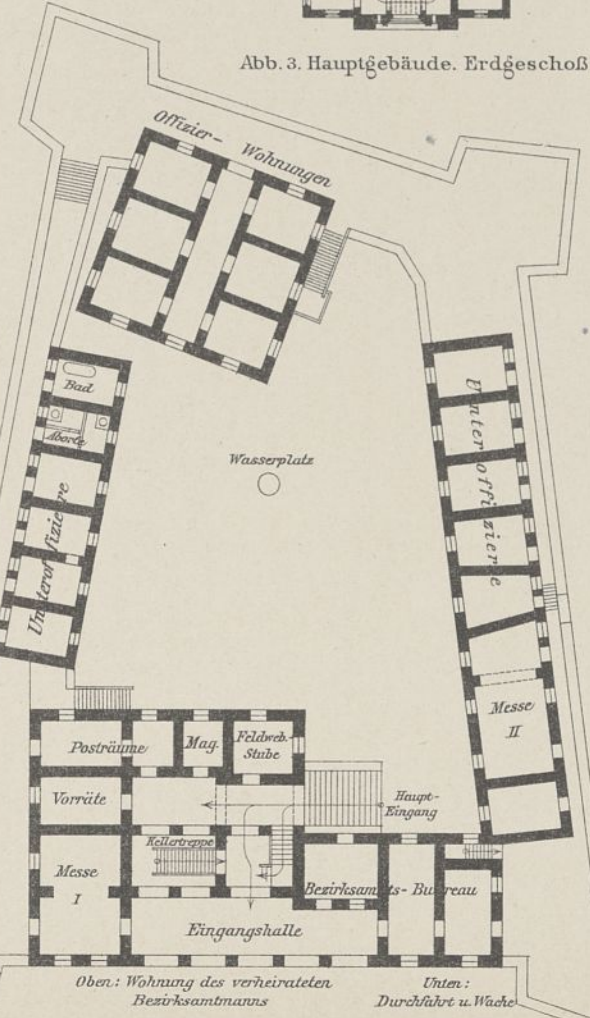 Abb. 3. Hauptgebäude. Erdgeschoß
Offizier- Wohnungen
Bad
Aborte
Unteroffiziere
Wasserplatz
Unteroffiziere
Messe
II
Posträume
Mag.
Feldweb.-
Stube
Vorräte
Haupt-
Eingang
Kellertreppe
Messe
I
Bezirksamts-Bureau
Eingangshalle
Oben: Wohnung des verheirateten
Bezirksamtmanns
Unten:
Durchfahrt u. Wache